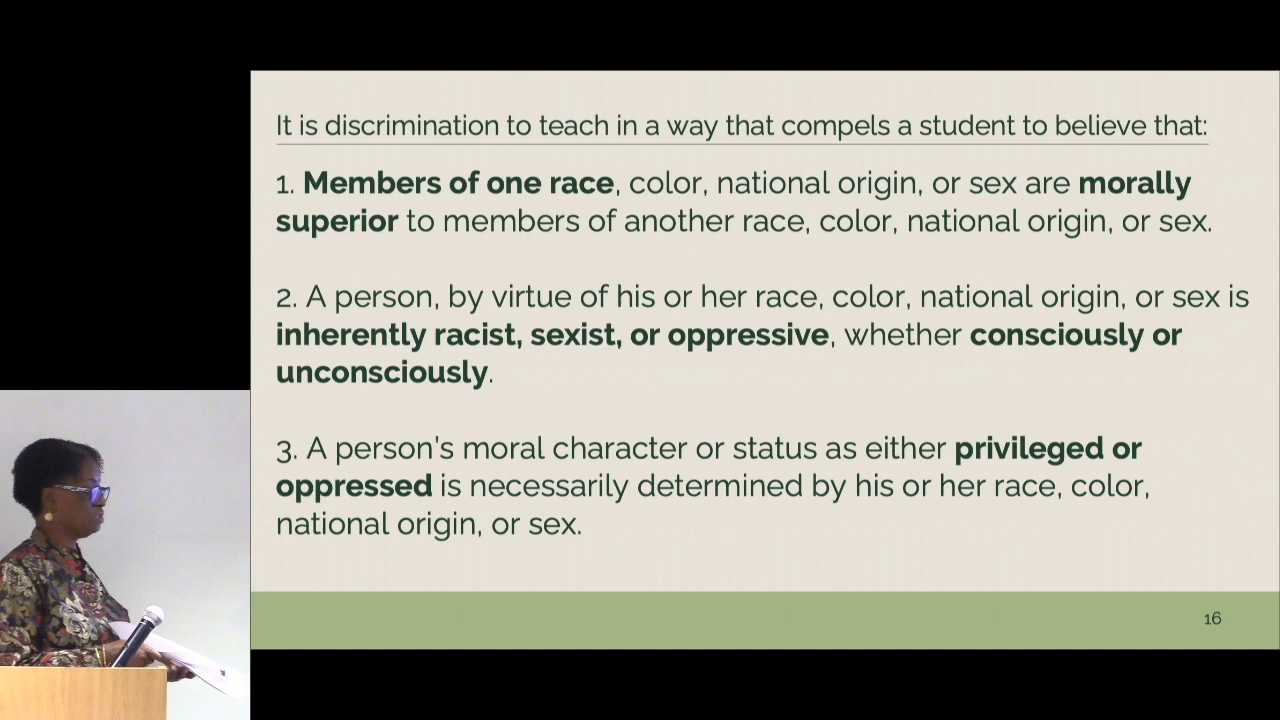 It is discrimination to teach in a way that compels a student to believe that:
1. Members of one race, color, national origin, or sex are morally
superior to members of another race, color, national origin, or sex.
2. A person, by virtue of his or her race, color, national origin, or sex is
inherently racist, sexist, or oppressive, whether consciously or
unconsciously.
3. A person's moral character or status as either privileged or
oppressed is necessarily determined by his or her race, color,
national origin, or sex.
16